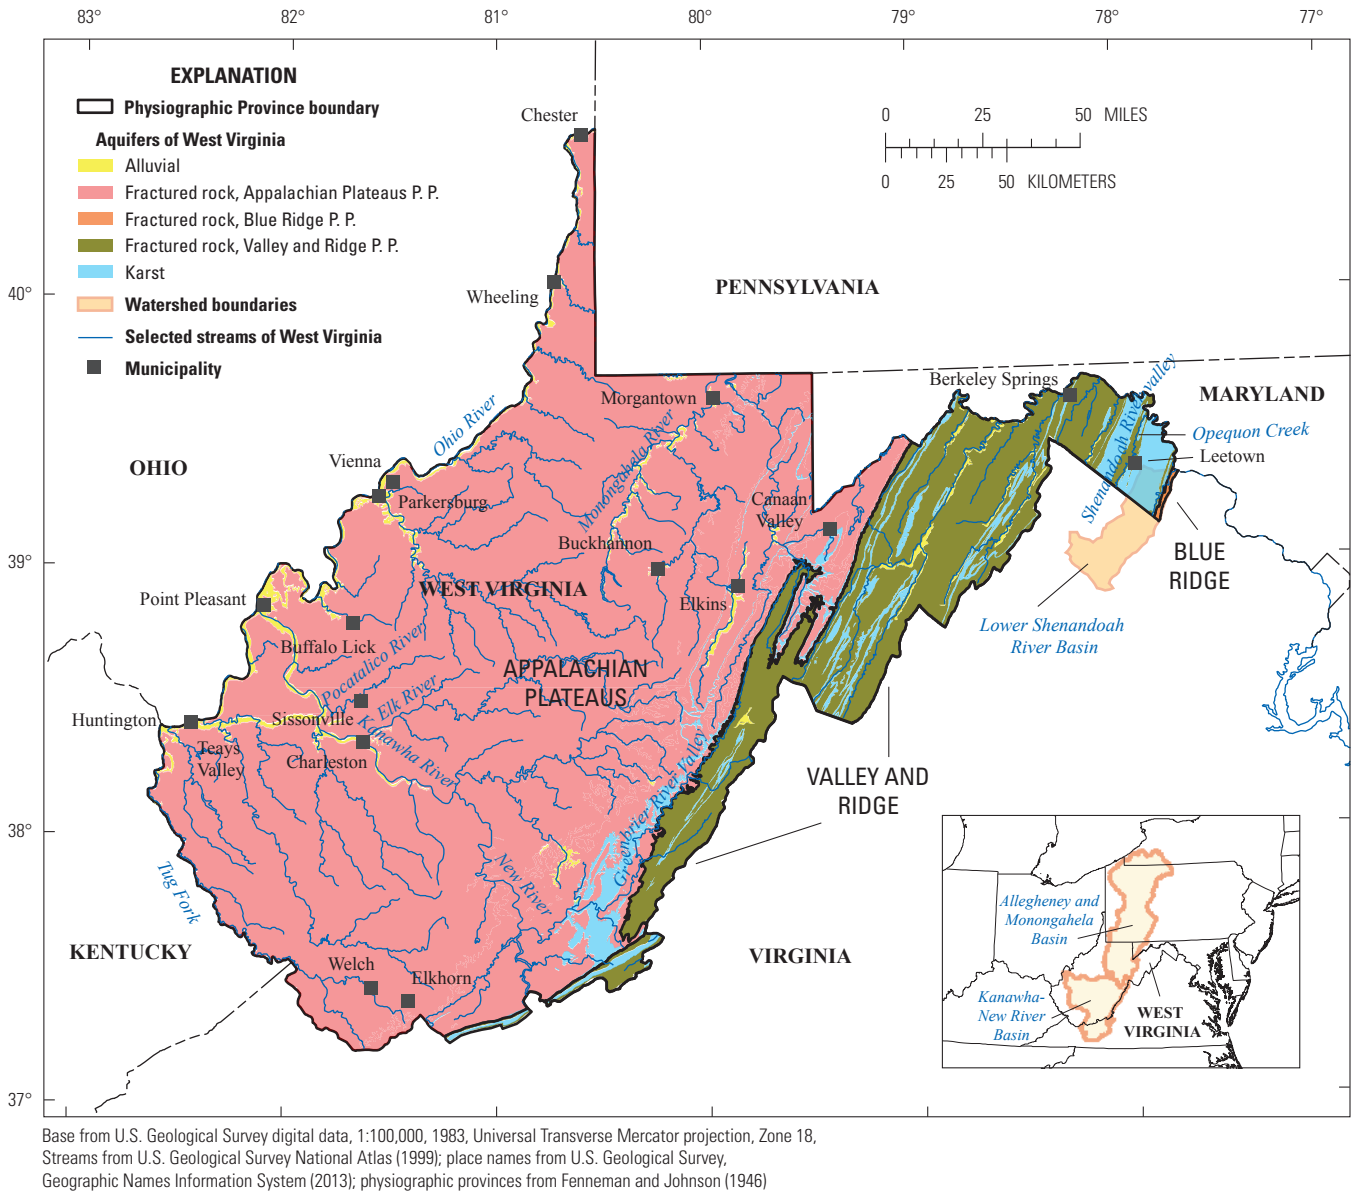 83°
82°
81°
80°
79°
78°
77°
EXPLANATION
Physiographic Province boundary
Aquifers of West Virginia
Alluvial
Fractured rock, Appalachian Plateaus P. P.
Fractured rock, Blue Ridge P. P.
Fractured rock, Valley and Ridge P. P.
Karst
Watershed boundaries
Selected streams of West Virginia
Municipality
0 25 50 MILES
0 25 50 KILOMETERS
Chester
40°
Wheeling
PENNSYLVANIA
Berkeley Springs
MARYLAND
Morgantown
Ohio River
Monongahela River
Shenandoah River valley
Opequon Creek
Leetown
OHIO
Vienna
Parkersburg
Canaan
Valley
Buckhannon
39°
BLUE
RIDGE
WEST VIRGINIA
Elkins
Point Pleasant
Lower Shenandoah
River Basin
Buffalo Lick
Pocatalico River
APPALACHIAN
PLATEAUS
Elk River
Huntington
Sissonville
Kanawha River
Teays
Valley
Charleston
VALLEY AND
RIDGE
Greenbrier River Valley
38°
New River
Tug Fork
KENTUCKY
VIRGINIA
Welch
Elkhorn
Allegheney and
Monongahela
Basin
Kanawha-
New River
Basin
WEST
VIRGINIA
37°
Base from U.S. Geological Survey digital data, 1:100,000, 1983, Universal Transverse Mercator projection, Zone 18,
Streams from U.S. Geological Survey National Atlas (1999); place names from U.S. Geological Survey,
Geographic Names Information System (2013); physiographic provinces from Fenneman and Johnson (1946)